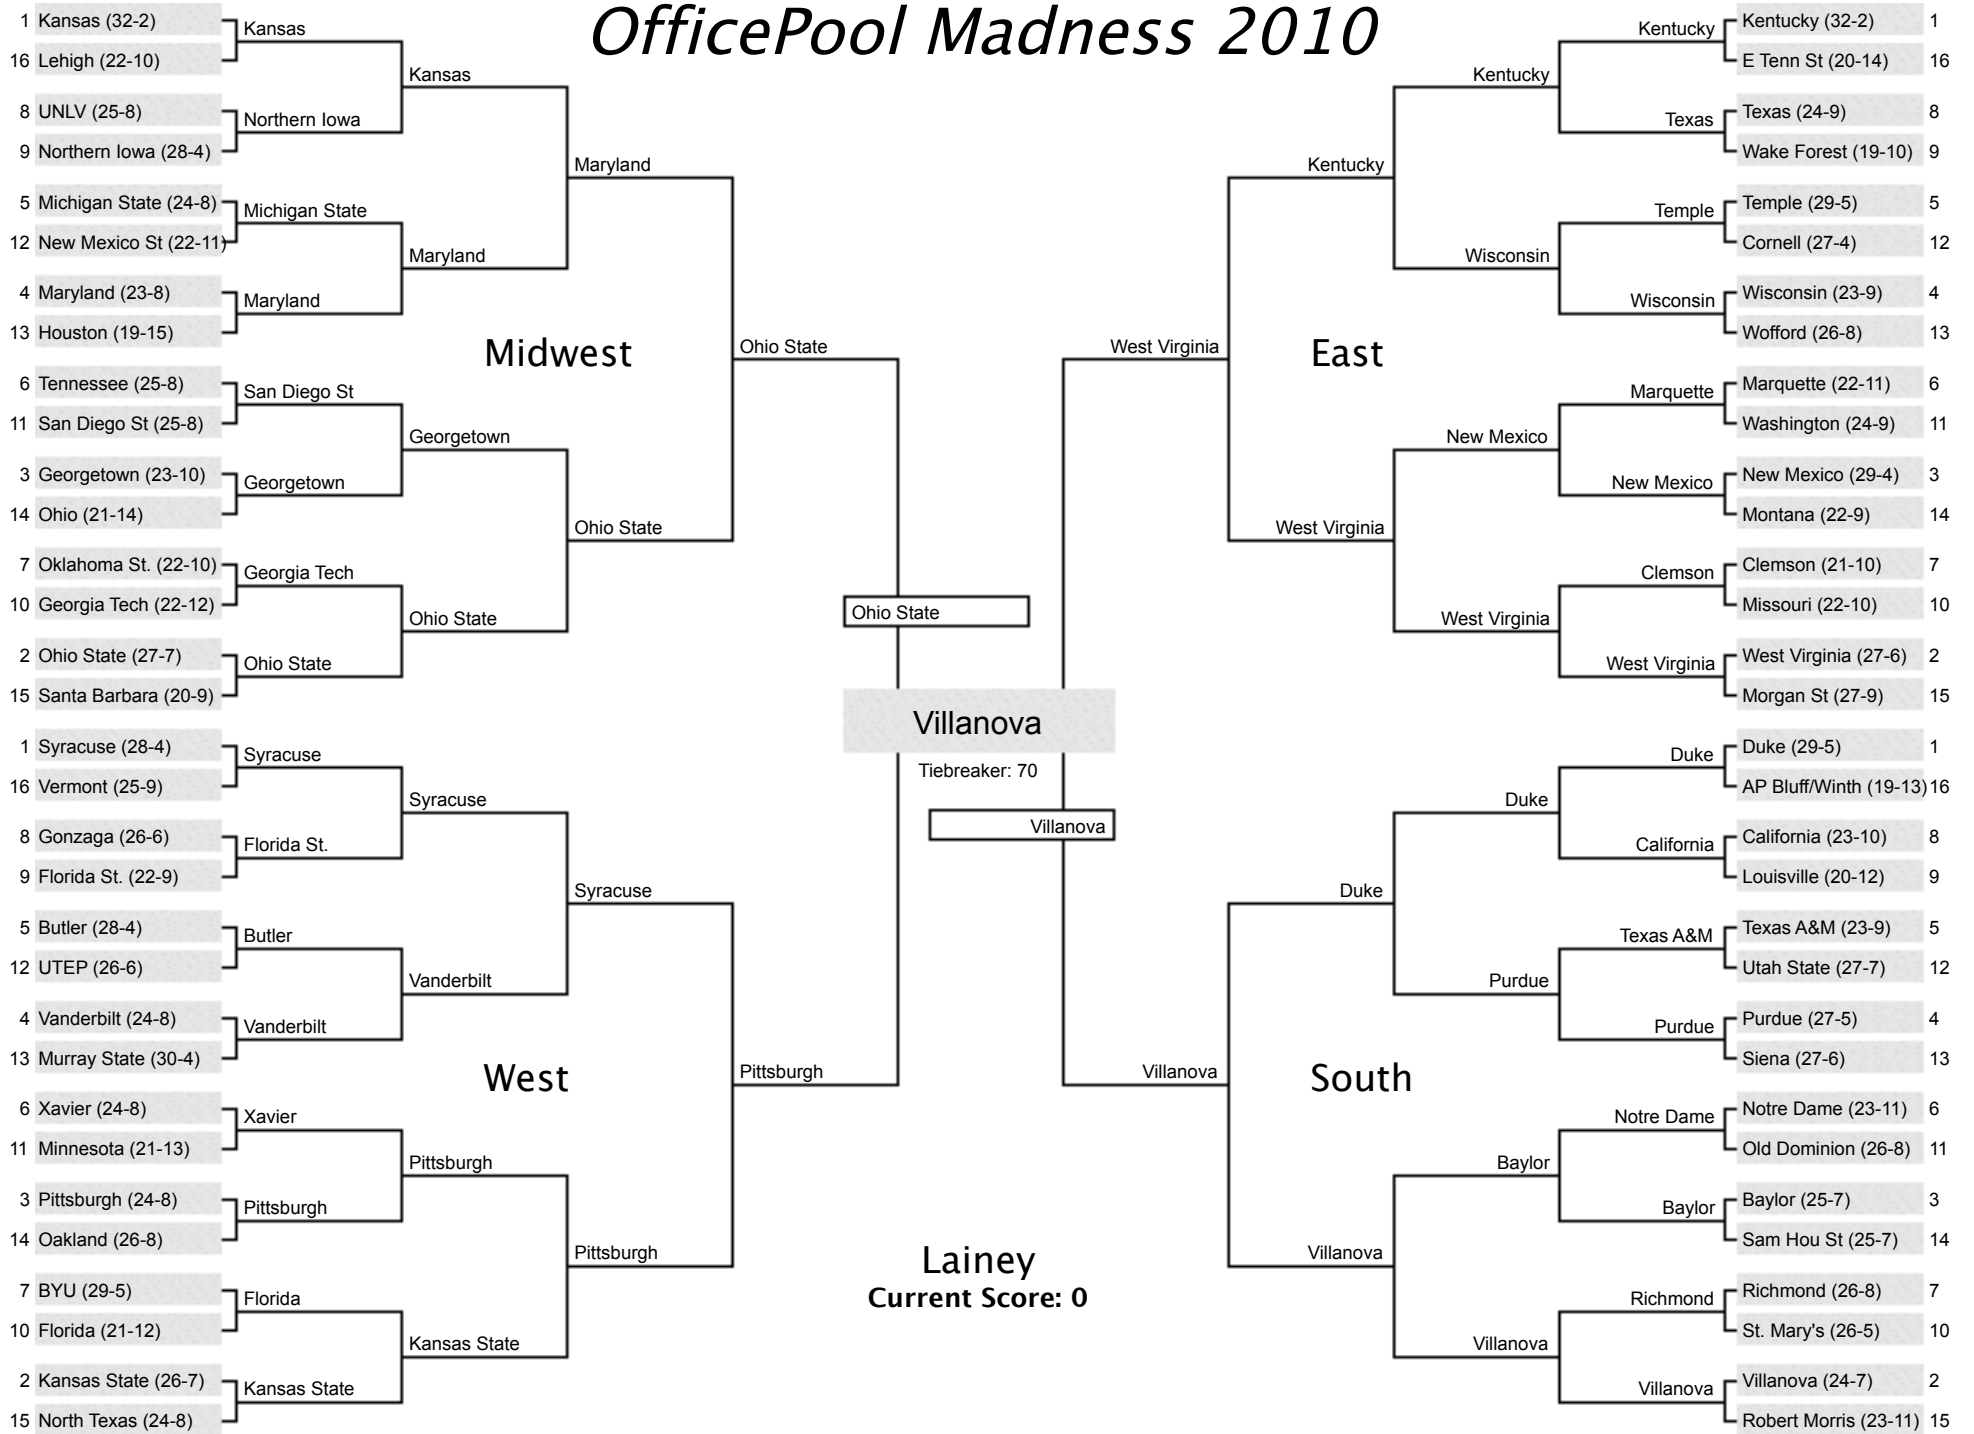 OfficePool Madness 2010
1 Kansas (32-2)
16 Lehigh (22-10)
8 UNLV (25-8)
9 Northern Iowa (28-4)
5 Michigan State (24-8)
12 New Mexico St (22-11)
4 Maryland (23-8)
13 Houston (19-15)
6 Tennessee (25-8)
11 San Diego St (25-8)
3 Georgetown (23-10)
14 Ohio (21-14)
7 Oklahoma St. (22-10)
10 Georgia Tech (22-12)
2 Ohio State (27-7)
15 Santa Barbara (20-9)
Kansas
Northern Iowa
Michigan State
Maryland
San Diego St
Georgetown
Georgia Tech
Ohio State
Kansas
Maryland
Georgetown
Ohio State
Maryland
Ohio State
Midwest
Ohio State
1 Syracuse (28-4)
16 Vermont (25-9)
8 Gonzaga (26-6)
9 Florida St. (22-9)
5 Butler (28-4)
12 UTEP (26-6)
4 Vanderbilt (24-8)
13 Murray State (30-4)
6 Xavier (24-8)
11 Minnesota (21-13)
3 Pittsburgh (24-8)
14 Oakland (26-8)
7 BYU (29-5)
10 Florida (21-12)
2 Kansas State (26-7)
15 North Texas (24-8)
Syracuse
Florida St.
Butler
Vanderbilt
Xavier
Pittsburgh
Florida
Kansas State
Syracuse
Vanderbilt
Pittsburgh
Kansas State
Syracuse
Pittsburgh
West
Pittsburgh
Ohio State
Villanova
Tiebreaker: 70
Villanova
Lainey
Current Score: 0
Kentucky (32-2) 1
E Tenn St (20-14) 16
Texas (24-9) 8
Wake Forest (19-10) 9
Temple (29-5) 5
Cornell (27-4) 12
Wisconsin (23-9) 4
Wofford (26-8) 13
Marquette (22-11) 6
Washington (24-9) 11
New Mexico (29-4) 3
Montana (22-9) 14
Clemson (21-10) 7
Missouri (22-10) 10
West Virginia (27-6) 2
Morgan St (27-9) 15
Kentucky
Texas
Temple
Wisconsin
Marquette
New Mexico
Clemson
West Virginia
Kentucky
Wisconsin
New Mexico
West Virginia
Kentucky
West Virginia
East
West Virginia
Duke (29-5) 1
AP Bluff/Winth (19-13) 16
California (23-10) 8
Louisville (20-12) 9
Texas A&M (23-9) 5
Utah State (27-7) 12
Purdue (27-5) 4
Siena (27-6) 13
Notre Dame (23-11) 6
Old Dominion (26-8) 11
Baylor (25-7) 3
Sam Hou St (25-7) 14
Richmond (26-8) 7
St. Mary's (26-5) 10
Villanova (24-7) 2
Robert Morris (23-11) 15
Duke
California
Texas A&M
Purdue
Notre Dame
Baylor
Richmond
Villanova
Duke
Purdue
Baylor
Villanova
Duke
Villanova
South
Villanova